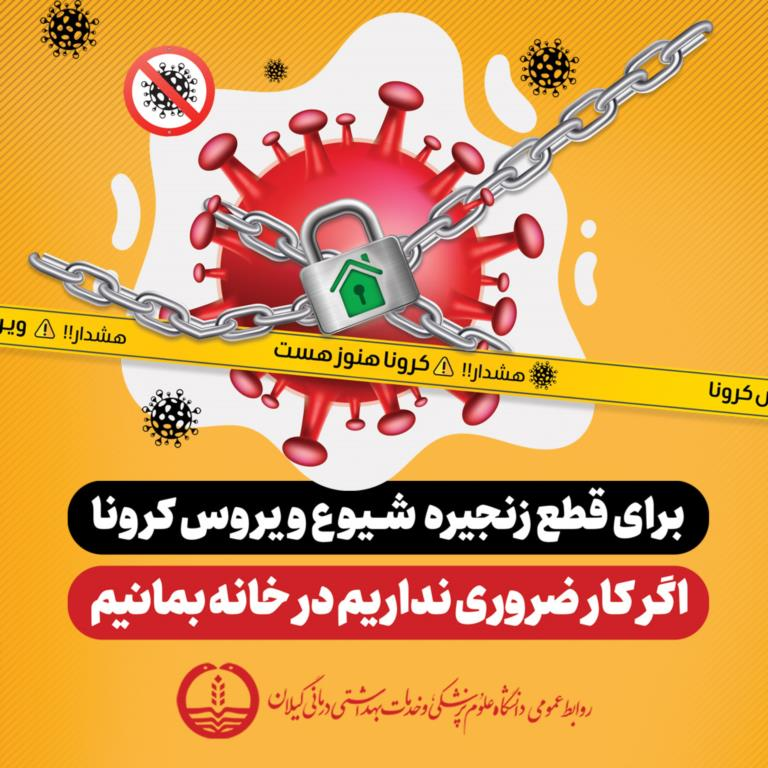 هشدار!! ⚠ ویر
هشدار!! ⚠ کرونا هنوز هست
س کرونا
برای قطع زنجیره شیوع ویروس کرونا
اگر کار ضروری نداریم در خانه بمانیم
روابط عمومی دانشگاه علوم پزشکی و خدمات بهداشتی درمانی گیلان